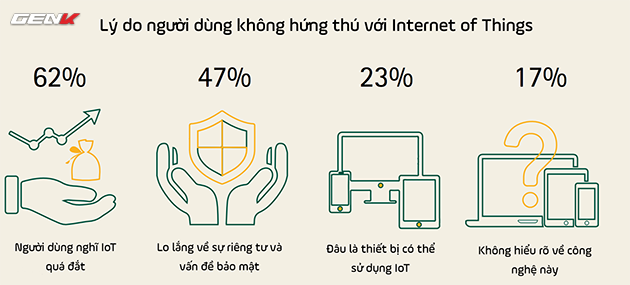 GENK
Lý do người dùng không hứng thú với Internet of Things
62%
47%
23%
17%
Người dùng nghĩ IoT
quá đắt
Lo lắng về sự riêng tư và
vấn đề bảo mật
Đâu là thiết bị có thể
sử dụng IoT
Không hiểu rõ về công
nghệ này